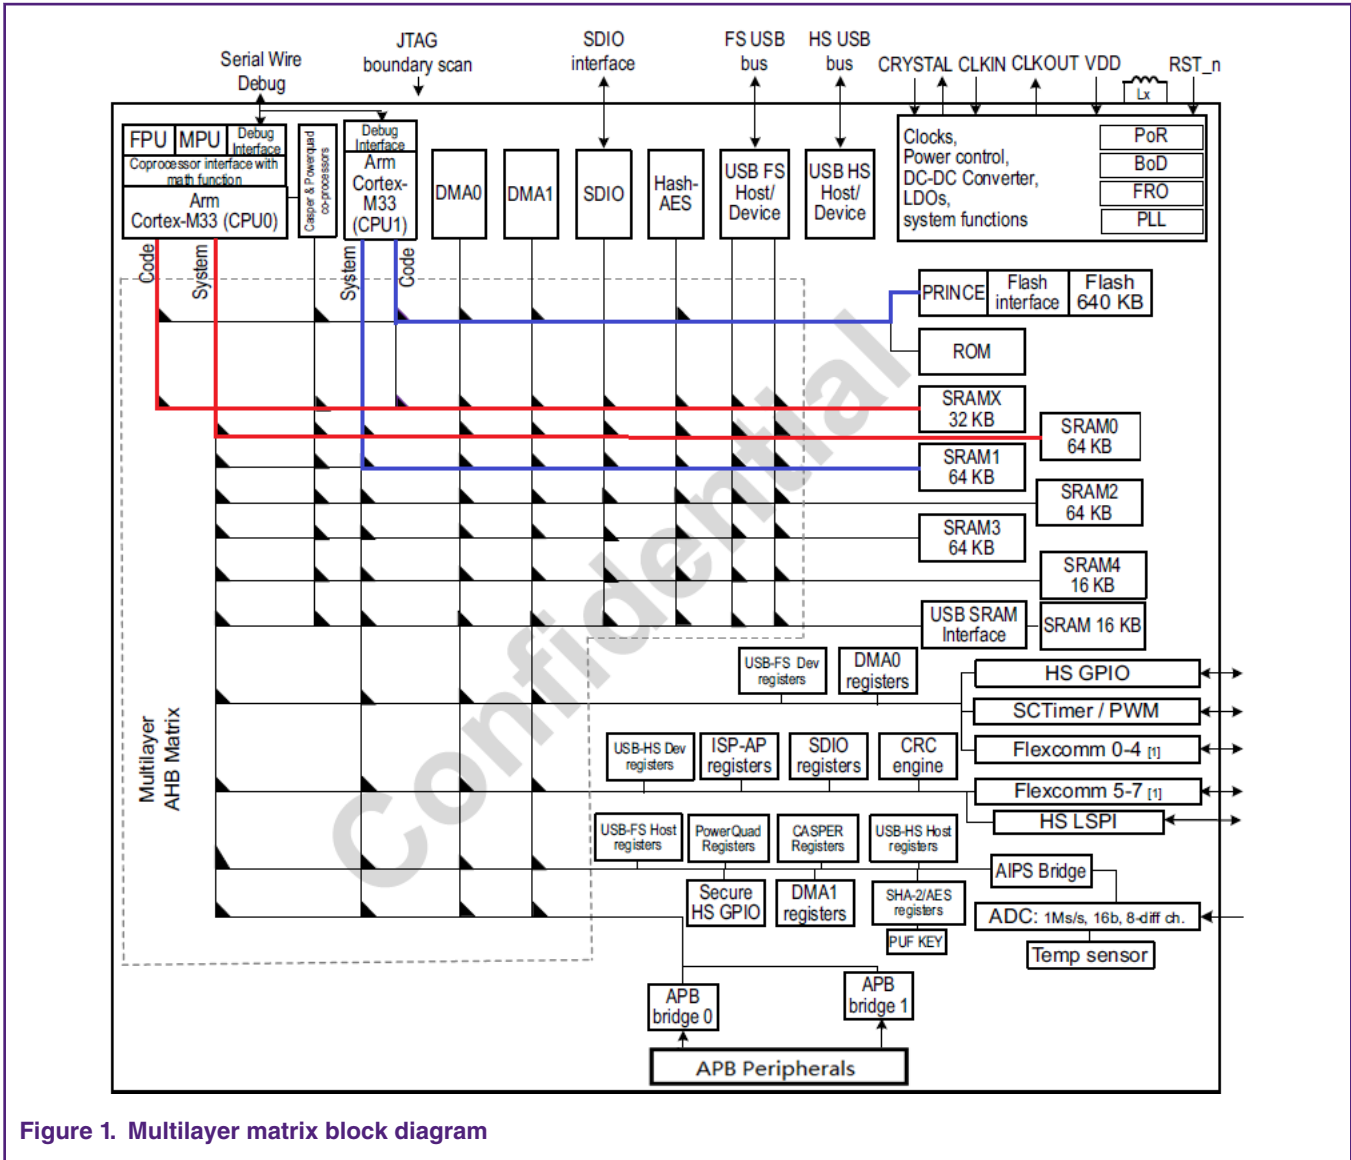 Serial Wire
Debug
JTAG
boundary scan
SDIO
interface
FS USB
bus
HS USB
bus
CRYSTAL CLKIN CLKOUT VDD
Lx
RST_n
FPU
MPU
Debug
Interface
Coprocessor interface with
math function
Arm
Cortex-M33 (CPU0)
Casper & Powerquad
co-processors
Debug
Interface
Arm
Cortex-
M33
(CPU1)
DMA0
DMA1
SDIO
Hash-
AES
USB FS
Host/
Device
USB HS
Host/
Device
Clocks,
Power control,
DC-DC Converter,
LDOs,
system functions
PoR
BoD
FRO
PLL
Code
System
System
Code
PRINCE
Flash
interface
Flash
640 KB
ROM
SRAMX
32 KB
SRAM0
64 KB
SRAM1
64 KB
SRAM2
64 KB
SRAM3
64 KB
SRAM4
16 KB
USB SRAM
Interface
SRAM 16 KB
Confidential
Multilayer
AHB Matrix
USB-FS Dev
registers
DMA0
registers
HS GPIO
SCTimer / PWM
Flexcomm 0-4 [1]
USB-HS Dev
registers
ISP-AP
registers
SDIO
registers
CRC
engine
Flexcomm 5-7 [1]
HS LSPI
USB-FS Host
registers
PowerQuad
Registers
CASPER
Registers
USB-HS Host
registers
AIPS Bridge
Secure
HS GPIO
DMA1
registers
SHA-2/AES
registers
PUF KEY
ADC: 1Ms/s, 16b, 8-diff ch.
Temp sensor
APB
bridge 0
APB
bridge 1
APB Peripherals
Figure 1. Multilayer matrix block diagram